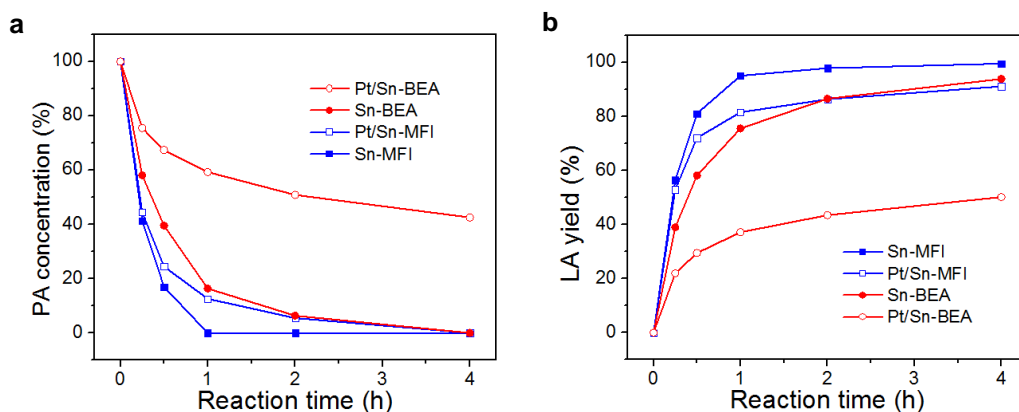 a
PA concentration (%)
100
80
60
40
20
0
Pt/Sn-BEA
Sn-BEA
Pt/Sn-MFI
Sn-MFI
0
1
2
4
Reaction time (h)
b
LA yield (%)
100
80
60
40
20
0
Sn-MFI
Pt/Sn-MFI
Sn-BEA
Pt/Sn-BEA
0
1
2
4
Reaction time (h)